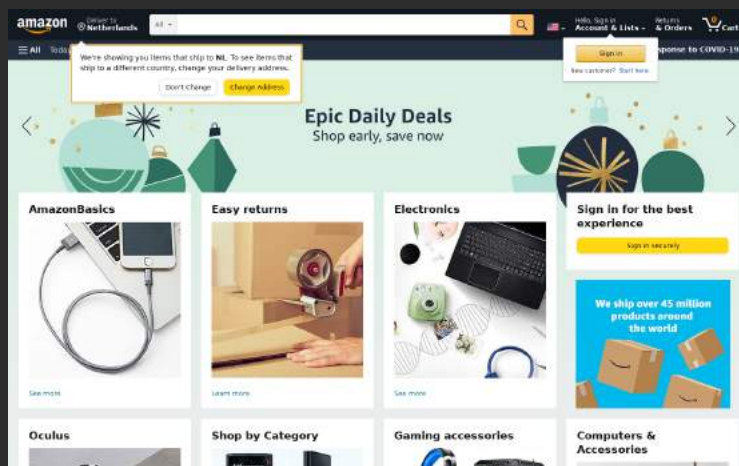 amazon
Deliver to
Netherlands
All
Hello, Sign in
Account & Lists
Returns
& Orders
0
Cart
All
Toda
sponse to COVID-19
We're showing you items that ship to NL. To see items that
ship to a different country, change your delivery address.
Don't Change
Change Address
Sign in
New customer? Start here.
Epic Daily Deals
Shop early, save now
AmazonBasics
See more
Easy returns
Learn more
Electronics
See more
Sign in for the best
experience
Sign in securely
We ship over 45 million
products around
the world
Oculus
Shop by Category
Gaming accessories
Computers &
Accessories